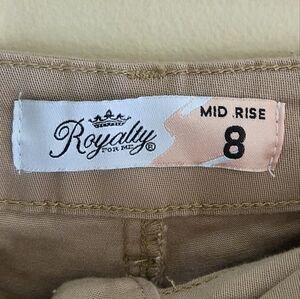 Royalty
FOR ME®
MID RISE
8